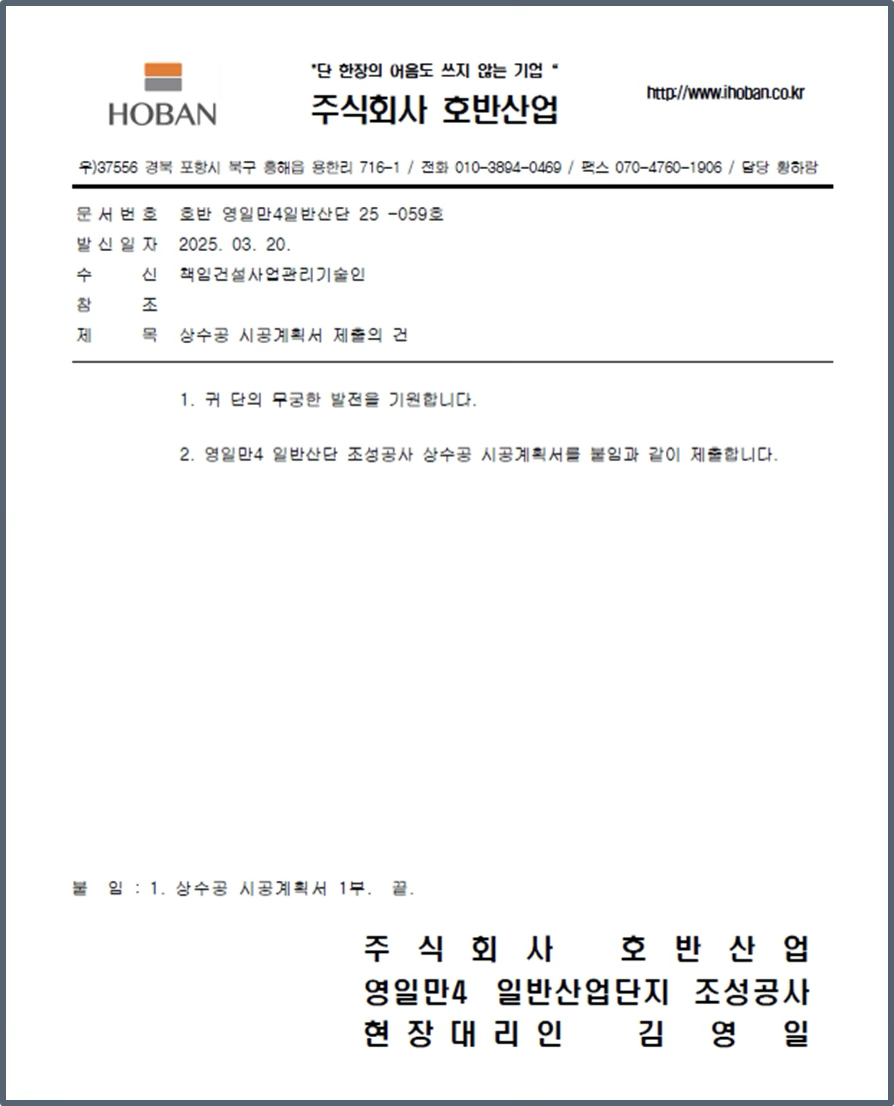 HOBAN
"단 한장의 어음도 쓰지 않는 기업 "
주식회사 호반산업
http://www.ihoban.co.kr
우)37556 경북 포항시 북구 흥해읍 용한리 716-1 / 전화 010-3894-0469 / 팩스 070-4760-1906 / 담당 황하람
문서번호 호반 영일만4일반산단 25 -059호
발신일자 2025. 03. 20.
수 신 책임건설사업관리기술인
참 조
제 목 상수공 시공계획서 제출의 건
1. 귀 단의 무궁한 발전을 기원합니다.
2. 영일만4 일반산단 조성공사 상수공 시공계획서를 붙임과 같이 제출합니다.
붙 임 : 1. 상수공 시공계획서 1부. 끝.
주 식 회 사 호 반 산 업
영일만4 일반산업단지 조성공사
현 장 대 리 인 김 영 일